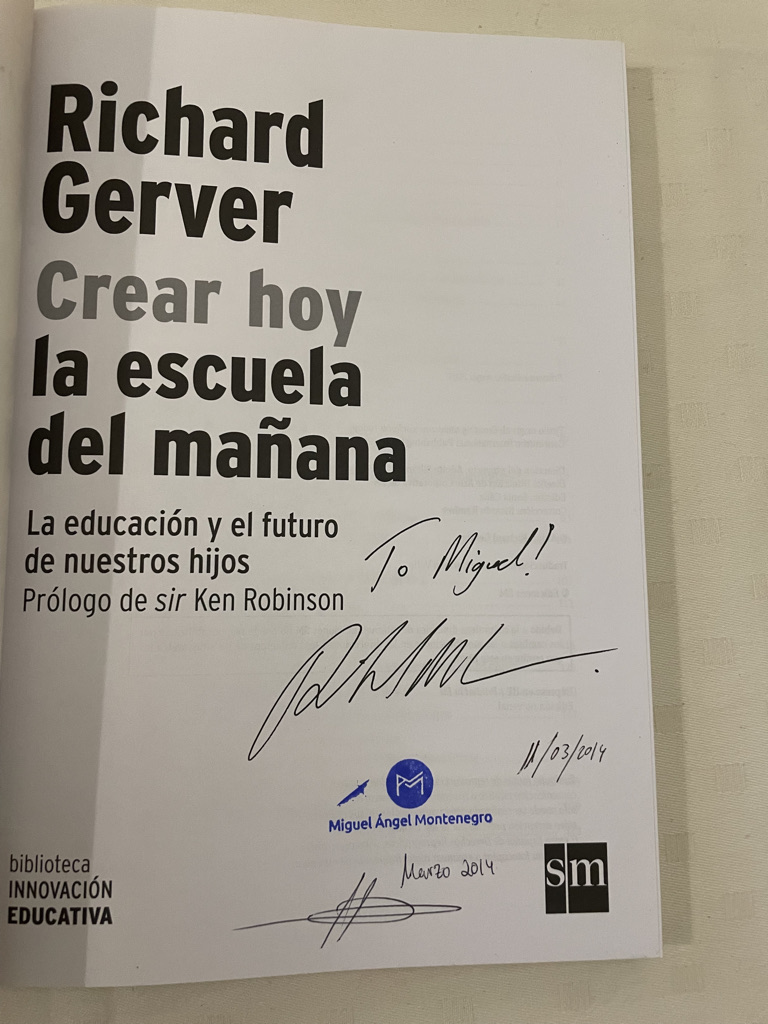 Richard
Gerver
Crear hoy
la escuela
del mañana
La educación y el futuro
de nuestros hijos
Prólogo de sir Ken Robinson
To Miguel!
11/03/2014
Miguel Ángel Montenegro
Marzo 2014
biblioteca
INNOVACIÓN
EDUCATIVA
sm